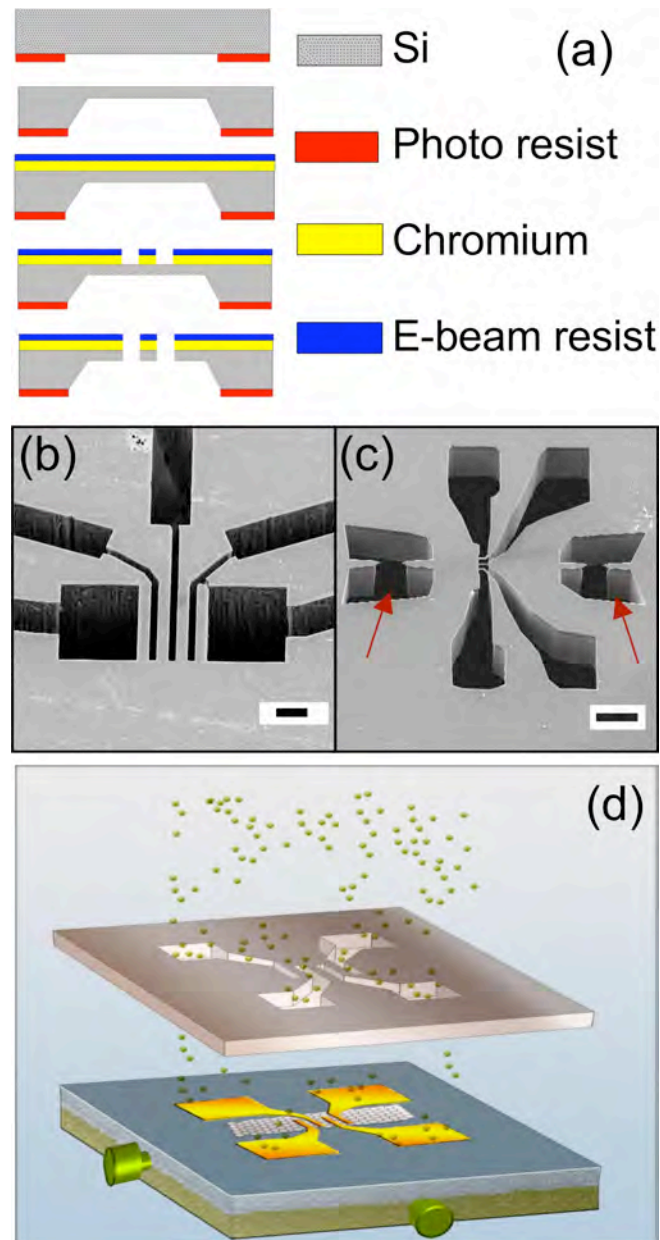 Si
(a)
Photo resist
Chromium
E-beam resist
(b)
(c)
(d)